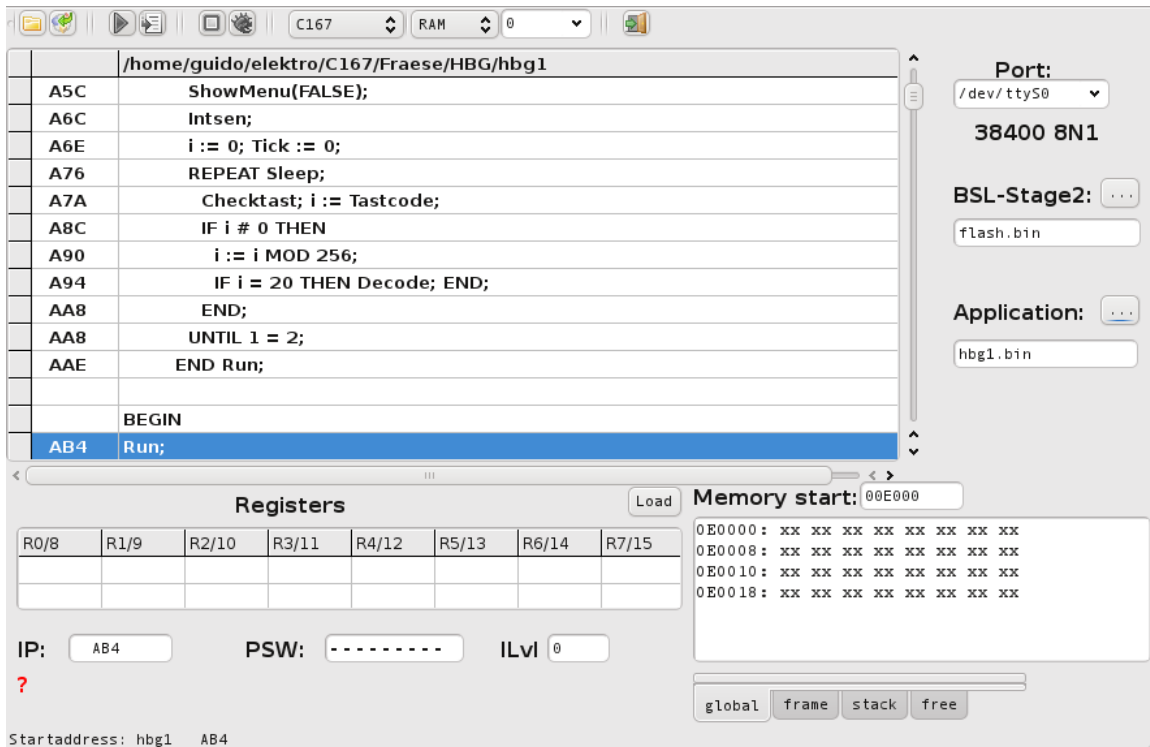 C167 RAM 0
/home/guido/elektro/C167/Fraese/HBG/hbg1
A5C ShowMenu(FALSE);
A6C Intsen;
A6E i := 0; Tick := 0;
A76 REPEAT Sleep;
A7A Checktast; i := Tastcode;
A8C IF i # 0 THEN
A90 i := i MOD 256;
A94 IF i = 20 THEN Decode; END;
AA8 END;
AA8 UNTIL 1 = 2;
AAE END Run;
BEGIN
AB4 Run;
Port:
/dev/ttyS0
38400 8N1
BSL-Stage2: ...
flash.bin
Application: ...
hbg1.bin
Registers Load
R0/8 R1/9 R2/10 R3/11 R4/12 R5/13 R6/14 R7/15
IP: AB4 PSW: --------- ILvl 0
?
Memory start: 00E000
0E0000: xx xx xx xx xx xx xx xx
0E0008: xx xx xx xx xx xx xx xx
0E0010: xx xx xx xx xx xx xx xx
0E0018: xx xx xx xx xx xx xx xx
global frame stack free
Startaddress: hbg1 AB4